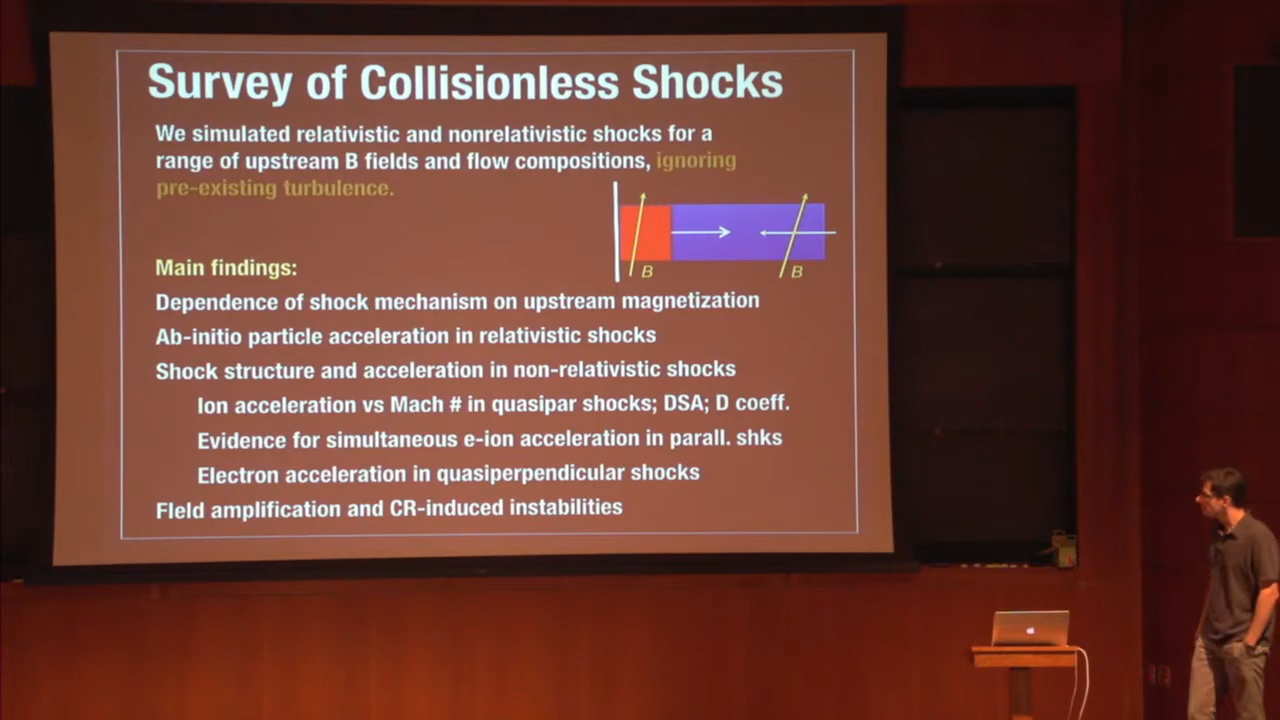 Survey of Collisionless Shocks
We simulated relativistic and nonrelativistic shocks for a
range of upstream B fields and flow compositions, ignoring
pre-existing turbulence.
B
B
Main findings:
Dependence of shock mechanism on upstream magnetization
Ab-initio particle acceleration in relativistic shocks
Shock structure and acceleration in non-relativistic shocks
Ion acceleration vs Mach # in quasipar shocks; DSA; D coeff.
Evidence for simultaneous e-ion acceleration in parall. shks
Electron acceleration in quasiperpendicular shocks
FIeld amplification and CR-induced instabilities